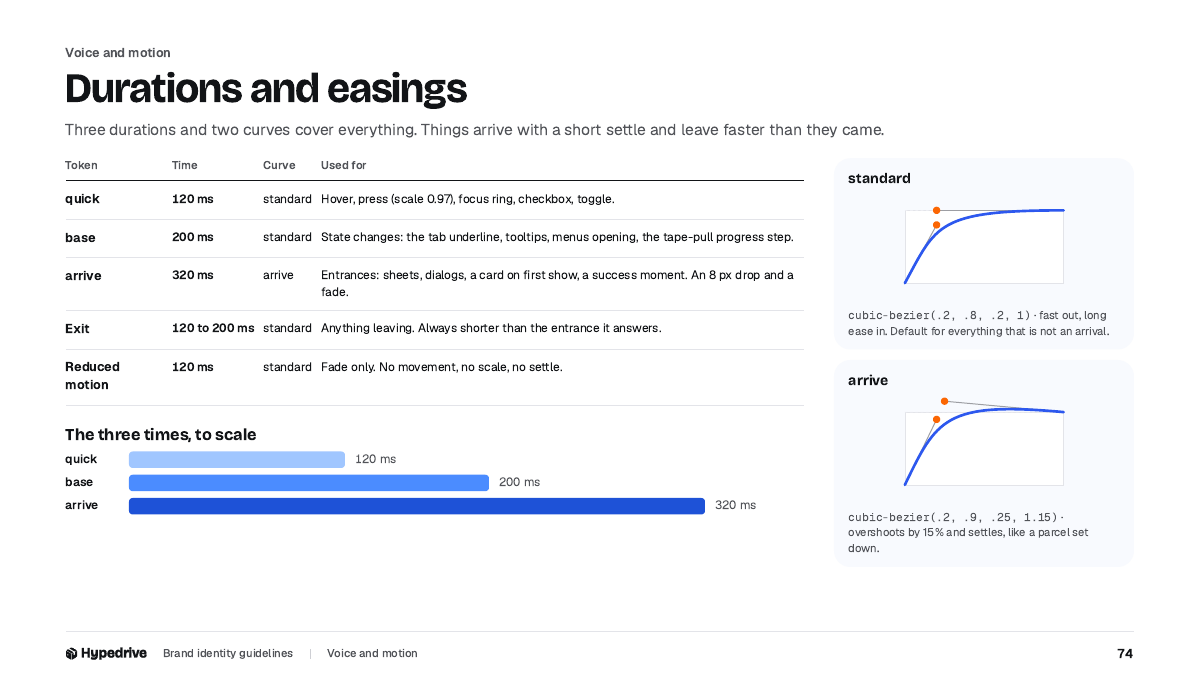 Voice and motion
Durations and easings
Three durations and two curves cover everything. Things arrive with a short settle and leave faster than they came.
Token Time Curve Used for
quick 120 ms standard Hover, press (scale 0.97), focus ring, checkbox, toggle.
base 200 ms standard State changes: the tab underline, tooltips, menus opening, the tape-pull progress step.
arrive 320 ms arrive Entrances: sheets, dialogs, a card on first show, a success moment. An 8 px drop and a
fade.
Exit 120 to 200 ms standard Anything leaving. Always shorter than the entrance it answers.
Reduced
motion 120 ms standard Fade only. No movement, no scale, no settle.
The three times, to scale
quick 120 ms
base 200 ms
arrive 320 ms
standard
cubic-bezier(.2, .8, .2, 1) · fast out, long
ease in. Default for everything that is not an arrival.
arrive
cubic-bezier(.2, .9, .25, 1.15) ·
overshoots by 15% and settles, like a parcel set
down.
Hypedrive Brand identity guidelines | Voice and motion 74